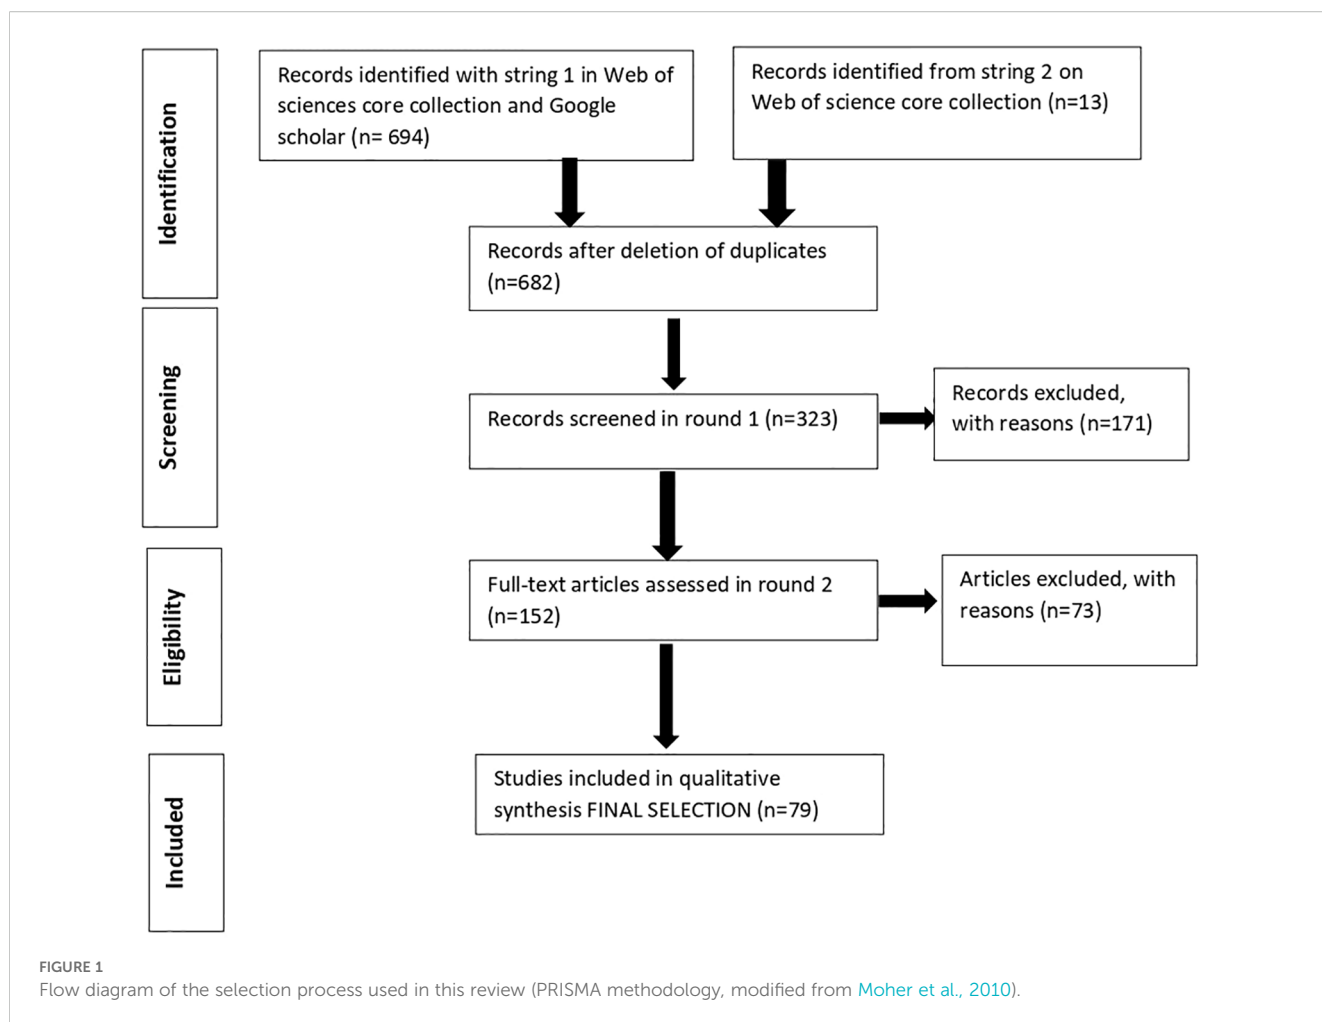 Identification
Records identified with string 1 in Web of
sciences core collection and Google
scholar (n= 694)
Records identified from string 2 on
Web of science core collection (n=13)
Records after deletion of duplicates
(n=682)
Screening
Records screened in round 1 (n=323)
Records excluded,
with reasons (n=171)
Eligibility
Full-text articles assessed in round 2
(n=152)
Articles excluded, with
reasons (n=73)
Included
Studies included in qualitative
synthesis FINAL SELECTION (n=79)
FIGURE 1
Flow diagram of the selection process used in this review (PRISMA methodology, modified from Moher et al., 2010).